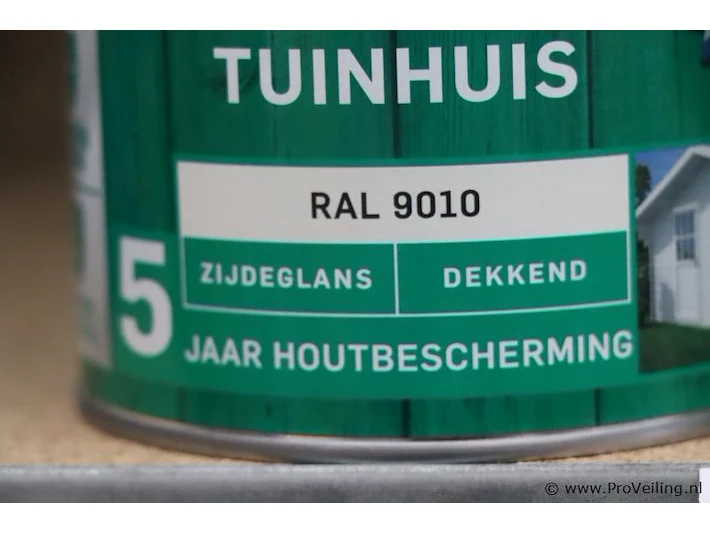 TUINHUIS
RAL 9010
ZIJDEGLANS
DEKKEND
5
JAAR HOUTBESCHERMING
© www.ProVeiling.nl